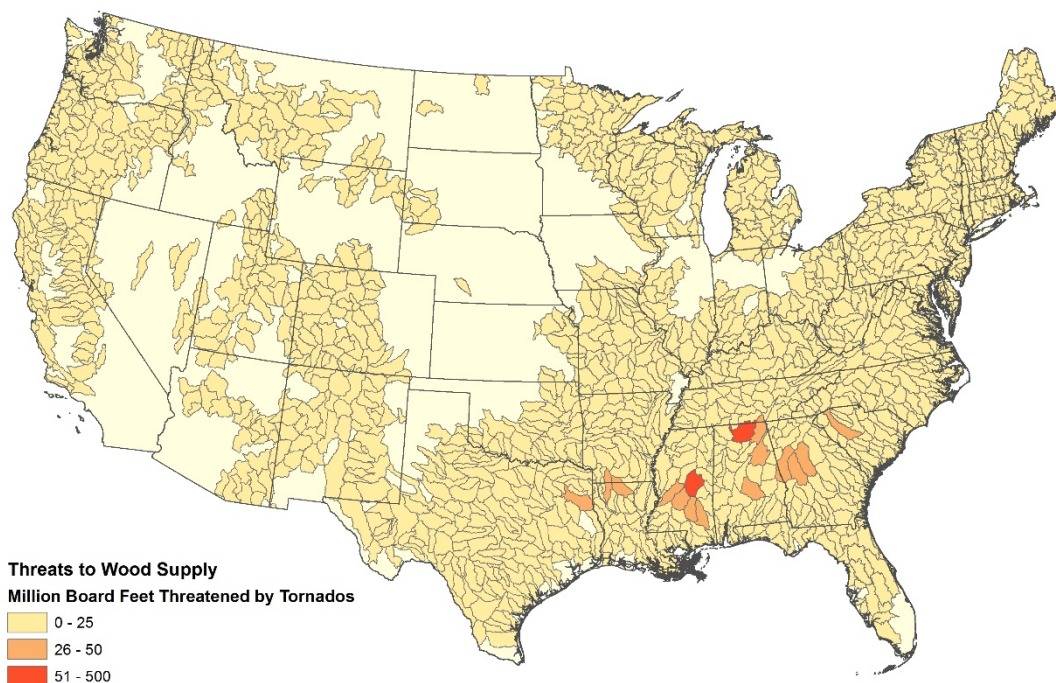 Threats to Wood Supply
Million Board Feet Threatened by Tornados
0 - 25
26 - 50
51 - 500